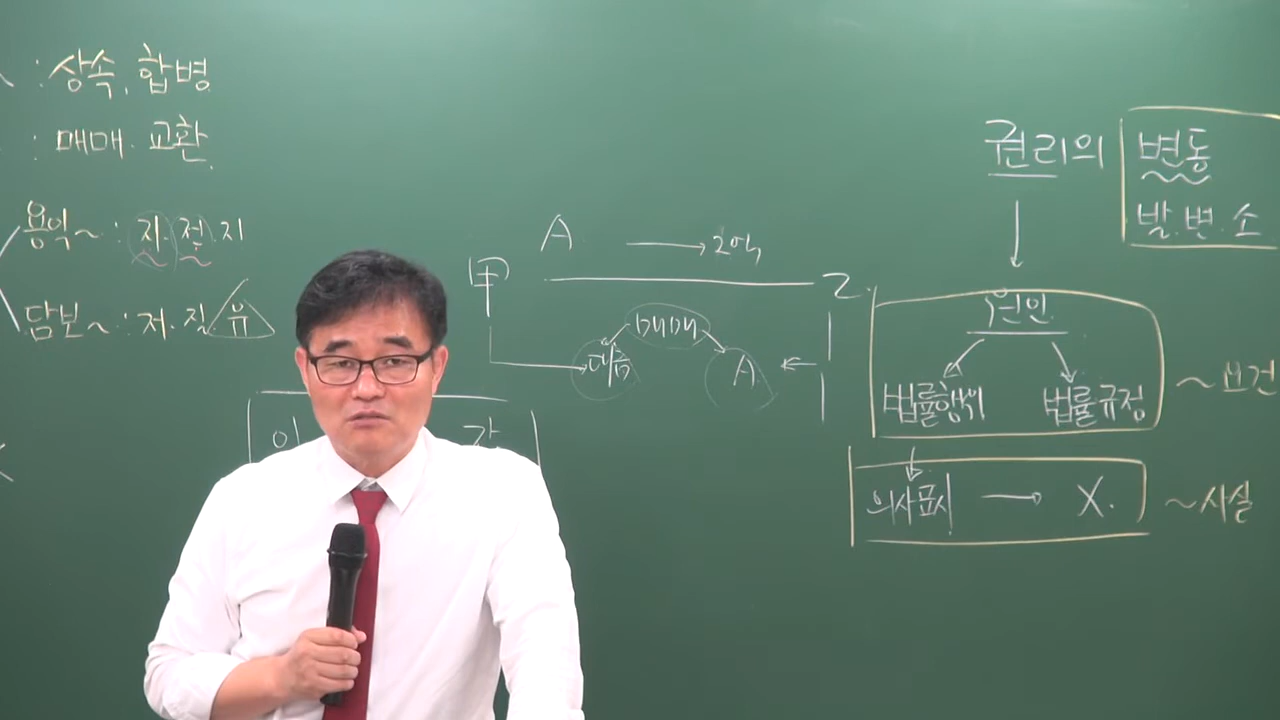 : 상속, 합병
: 매매. 교환.
용익~ : 지. 전. 지
담보~ : 저. 질. 유
A → 2억
甲 乙
매매
A
이
권리의 변동
발. 변. 소
원인
법률행위 법률규정 ~요건
의사표시 → X. ~사실